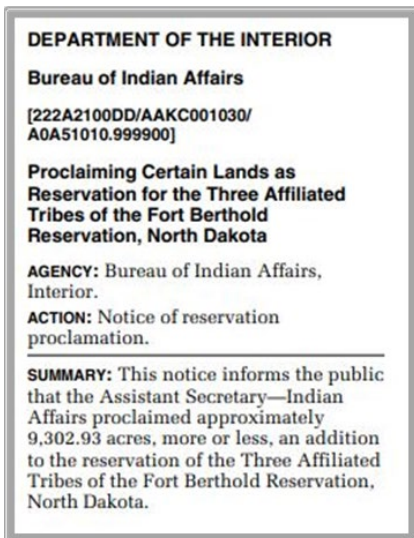 DEPARTMENT OF THE INTERIOR
Bureau of Indian Affairs
[222A2100DD/AAKC001030/
A0A51010.999900]
Proclaiming Certain Lands as
Reservation for the Three Affiliated
Tribes of the Fort Berthold
Reservation, North Dakota
AGENCY: Bureau of Indian Affairs,
Interior.
ACTION: Notice of reservation
proclamation.
SUMMARY: This notice informs the public
that the Assistant Secretary—Indian
Affairs proclaimed approximately
9,302.93 acres, more or less, an addition
to the reservation of the Three Affiliated
Tribes of the Fort Berthold Reservation,
North Dakota.